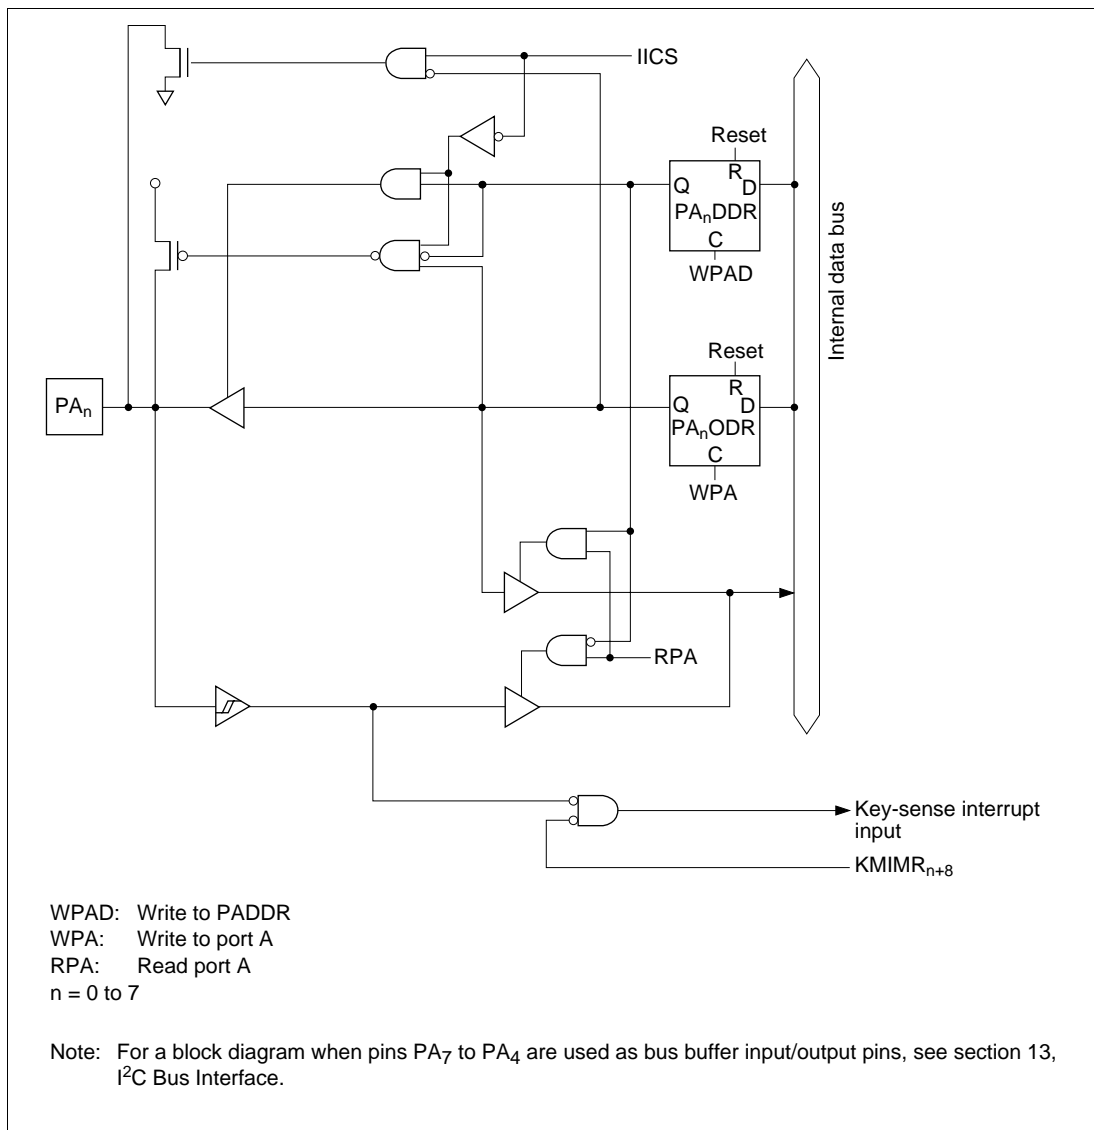 IICS
Reset
R
Q D
PAnDDR
C
WPAD
Internal data bus
Reset
R
PAn
Q D
PAnODR
C
WPA
RPA
Key-sense interrupt
input
KMIMRn+8
WPAD: Write to PADDR
WPA: Write to port A
RPA: Read port A
n = 0 to 7
Note: For a block diagram when pins PA7 to PA4 are used as bus buffer input/output pins, see section 13,
I2C Bus Interface.